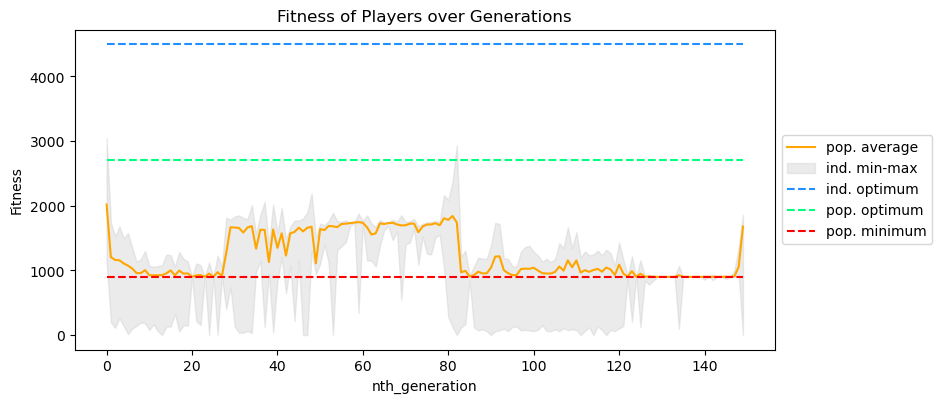 Fitness of Players over Generations
Fitness
4000
3000
2000
1000
0
0 20 40 60 80 100 120 140
nth_generation
pop. average
ind. min-max
ind. optimum
pop. optimum
pop. minimum